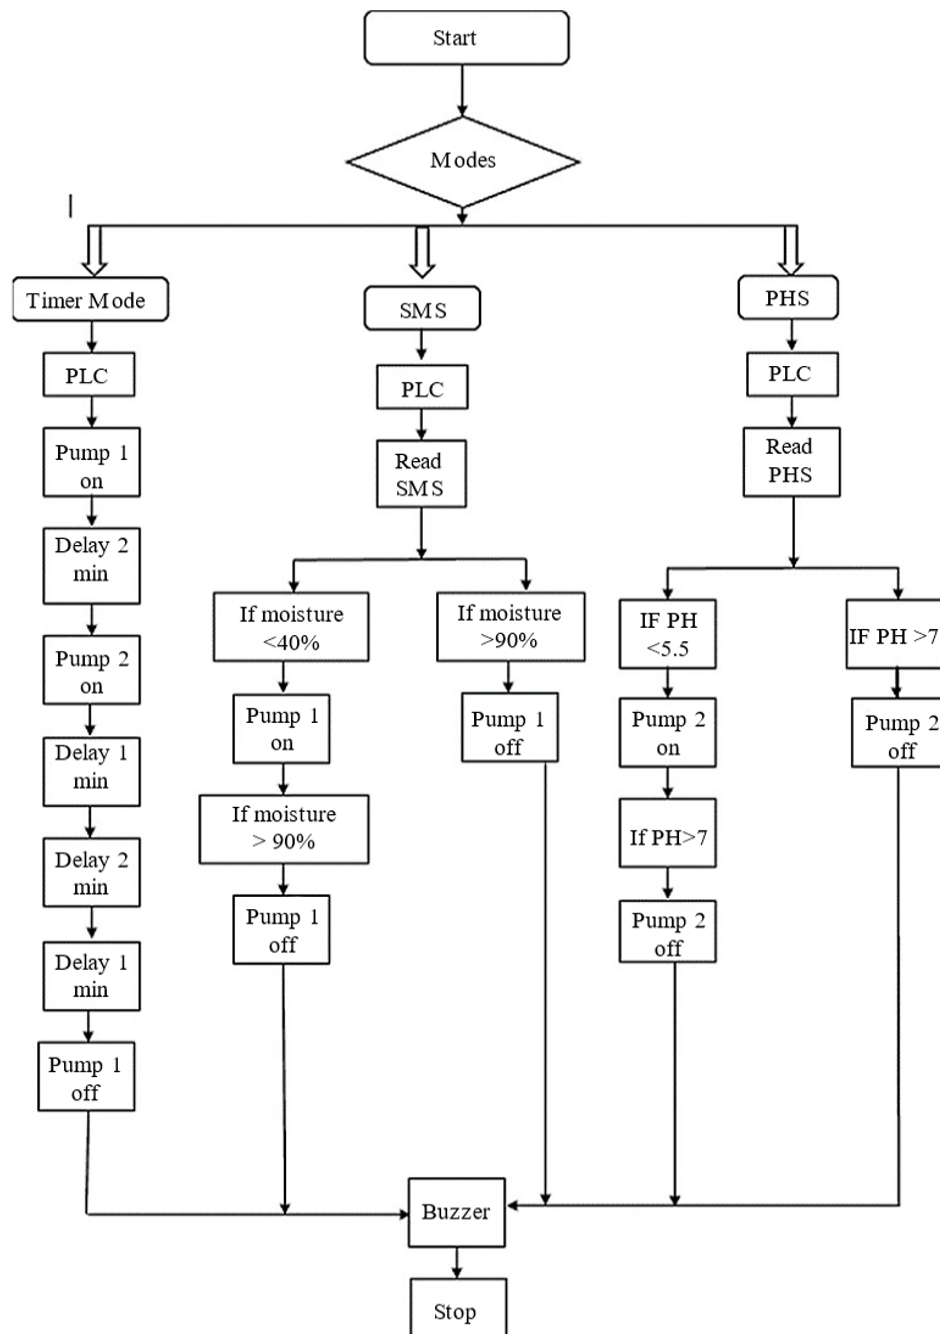 Start
Modes
Timer Mode
PLC
Pump 1
on
Delay 2
min
Pump 2
on
Delay 1
min
Delay 2
min
Delay 1
min
Pump 1
off
SMS
PLC
Read
SMS
If moisture
<40%
Pump 1
on
If moisture
> 90%
Pump 1
off
If moisture
>90%
Pump 1
off
PHS
PLC
Read
PHS
IF PH
<5.5
Pump 2
on
If PH>7
Pump 2
off
IF PH >7
Pump 2
off
Buzzer
Stop